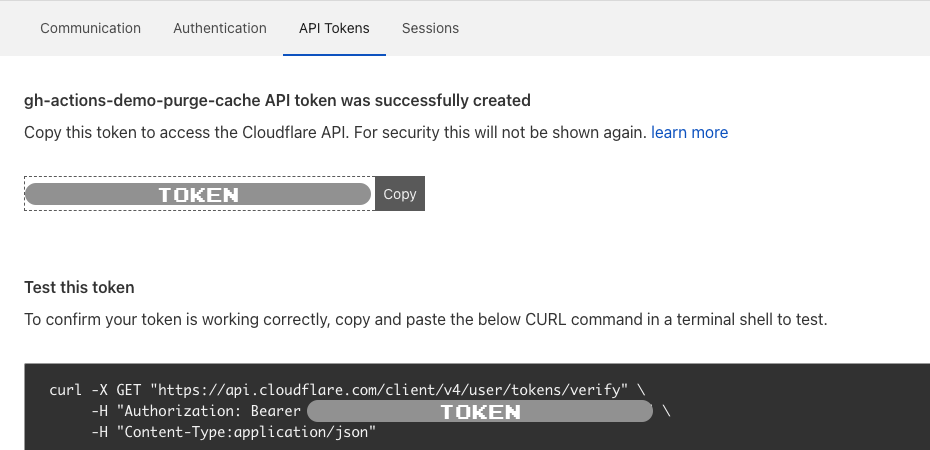 Communication Authentication API Tokens Sessions
gh-actions-demo-purge-cache API token was successfully created
Copy this token to access the Cloudflare API. For security this will not be shown again. learn more
TOKEN Copy
Test this token
To confirm your token is working correctly, copy and paste the below CURL command in a terminal shell to test.
curl -X GET "https://api.cloudflare.com/client/v4/user/tokens/verify" \
-H "Authorization: Bearer TOKEN \
-H "Content-Type:application/json"